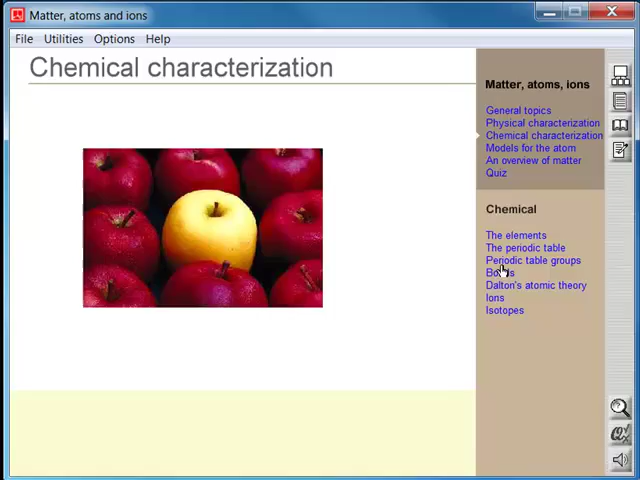 Matter, atoms and ions
File Utilities Options Help
Chemical characterization
Matter, atoms, ions
General topics
Physical characterization
Chemical characterization
Models for the atom
An overview of matter
Quiz
Chemical
The elements
The periodic table
Periodic table groups
Dalton's atomic theory
Ions
Isotopes